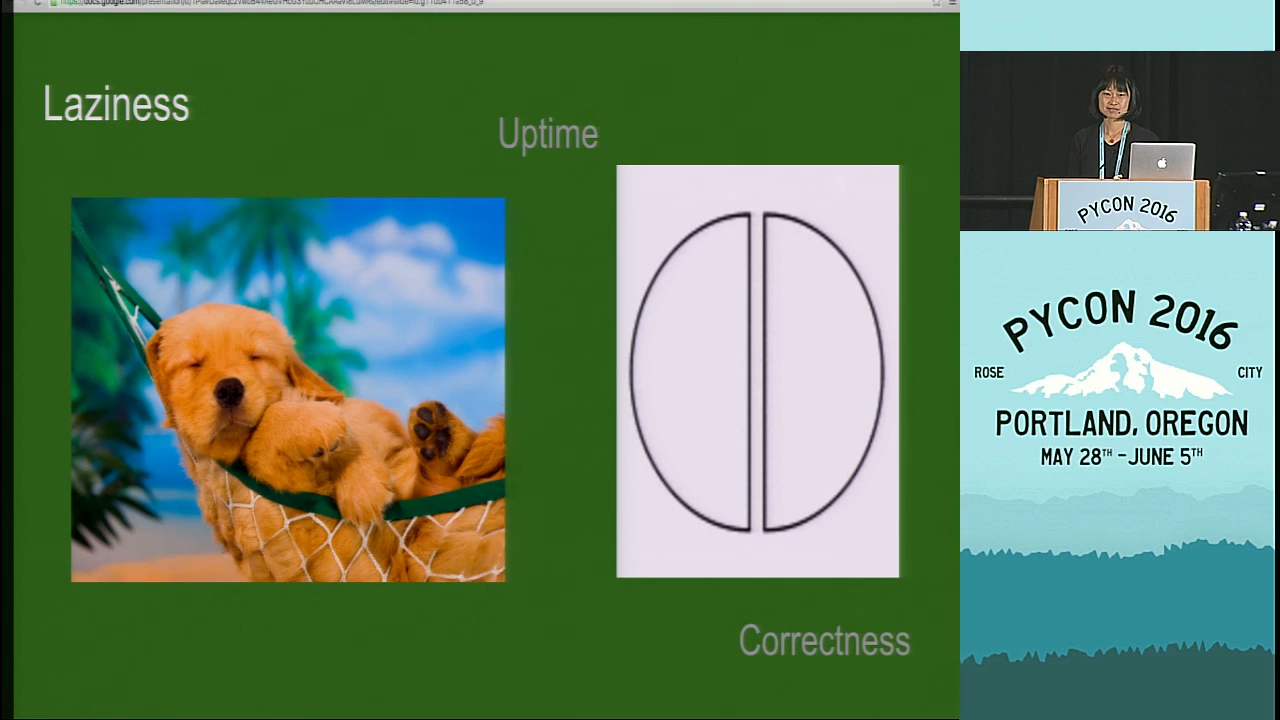 Laziness
Uptime
Correctness
PYCON 2016
PYCON 2016
ROSE
CITY
PORTLAND, OREGON
MAY 28TH - JUNE 5TH